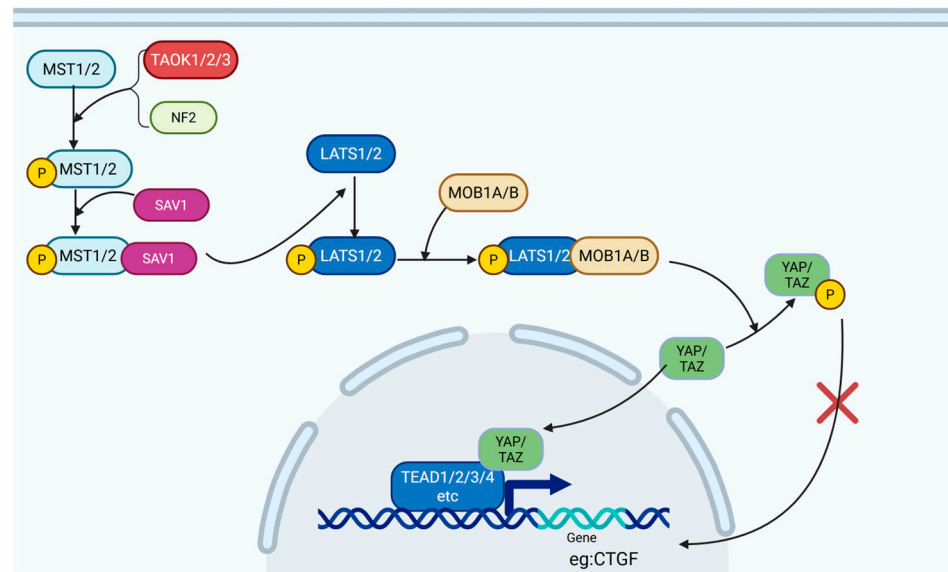 MST1/2
TAOK1/2/3
NF2
P
MST1/2
SAV1
P
MST1/2
SAV1
LATS1/2
P
LATS1/2
MOB1A/B
P
LATS1/2
MOB1A/B
YAP/
TAZ
P
YAP/
TAZ
YAP/
TAZ
TEAD1/2/3/4
etc
Gene
eg:CTGF